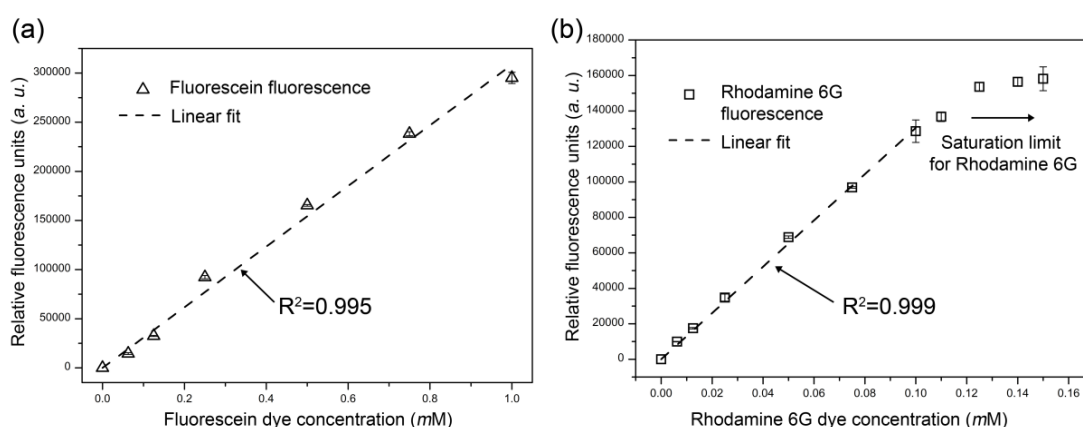 (a)
Relative fluorescence units (a. u.)
300000
250000
200000
150000
100000
50000
0
Fluorescein fluorescence
Linear fit
R²=0.995
0.0 0.2 0.4 0.6 0.8 1.0
Fluorescein dye concentration (mM)
(b)
Relative fluorescence units (a. u.)
180000
160000
140000
120000
100000
80000
60000
40000
20000
0
Rhodamine 6G
fluorescence
Linear fit
Saturation limit
for Rhodamine 6G
R²=0.999
0.00 0.02 0.04 0.06 0.08 0.10 0.12 0.14 0.16
Rhodamine 6G dye concentration (mM)